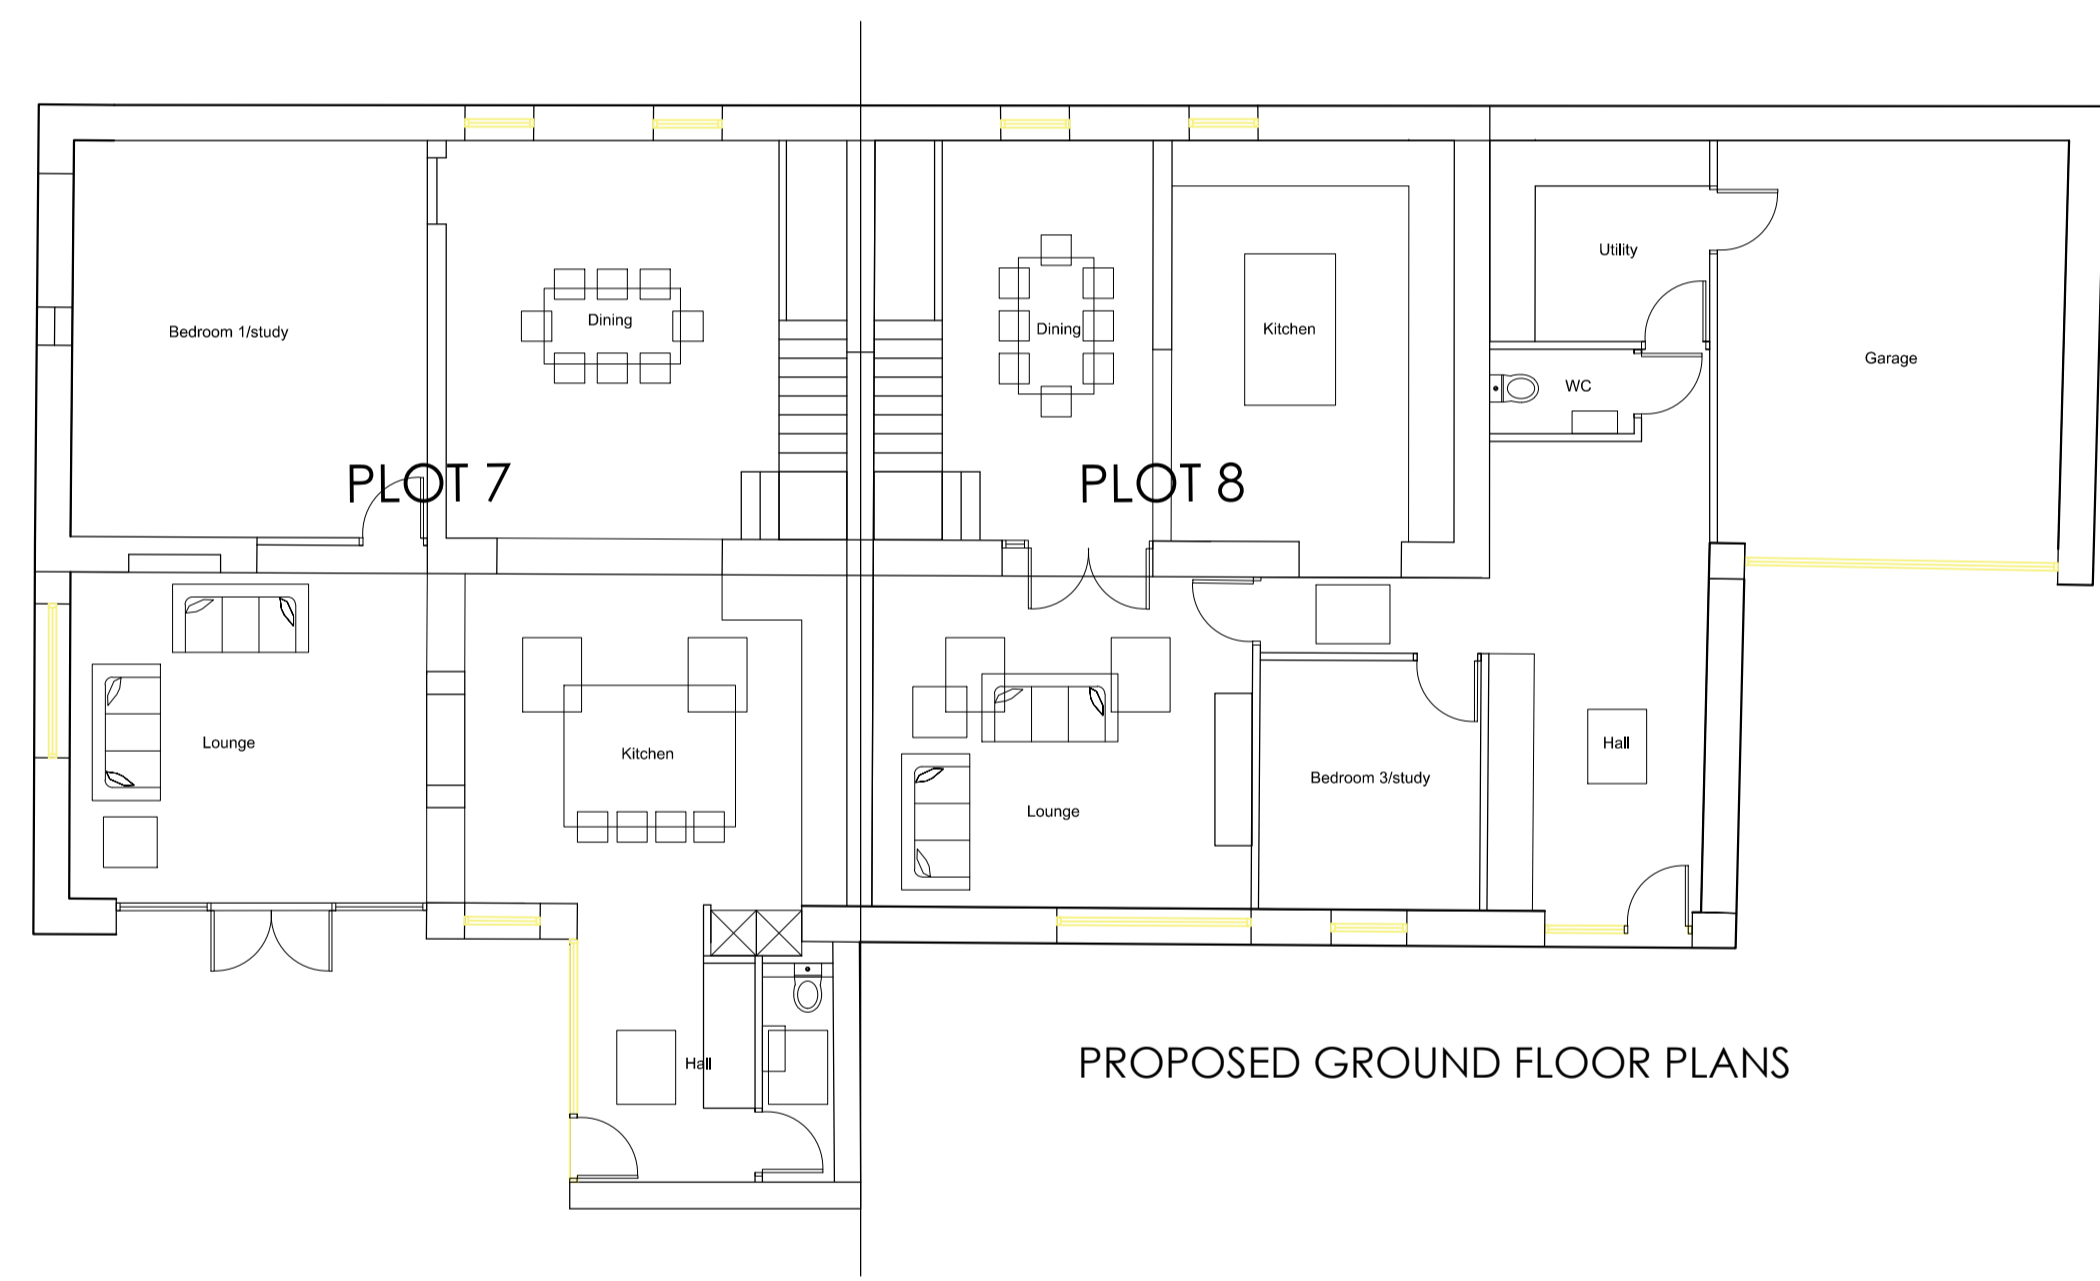 Utility
Dining
Dining
Kitchen
Bedroom 1/study
Garage
WC
PLOT 7
PLOT 8
Lounge
Kitchen
Hall
Bedroom 3/study
Lounge
Hall
PROPOSED GROUND FLOOR PLANS